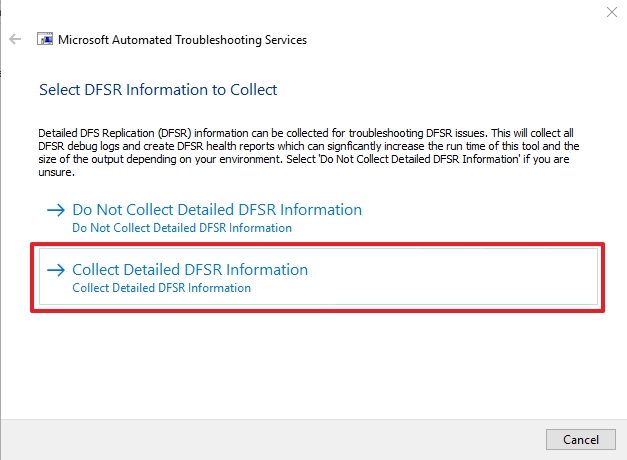 Microsoft Automated Troubleshooting Services
Select DFSR Information to Collect
Detailed DFS Replication (DFSR) information can be collected for troubleshooting DFSR issues. This will collect all
DFSR debug logs and create DFSR health reports which can signficantly increase the run time of this tool and the
size of the output depending on your environment. Select 'Do Not Collect Detailed DFSR Information' if you are
unsure.
Do Not Collect Detailed DFSR Information
Do Not Collect Detailed DFSR Information
Collect Detailed DFSR Information
Collect Detailed DFSR Information
Cancel